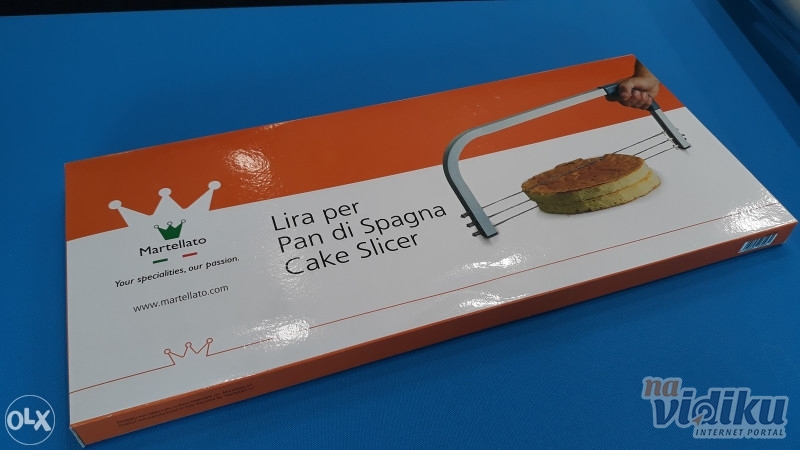 Lira per
Pan di Spagna
Cake Slicer
Martellato
Your specialities, our passion.
www.martellato.com
OLX
na
vidiku
INTERNET PORTAL